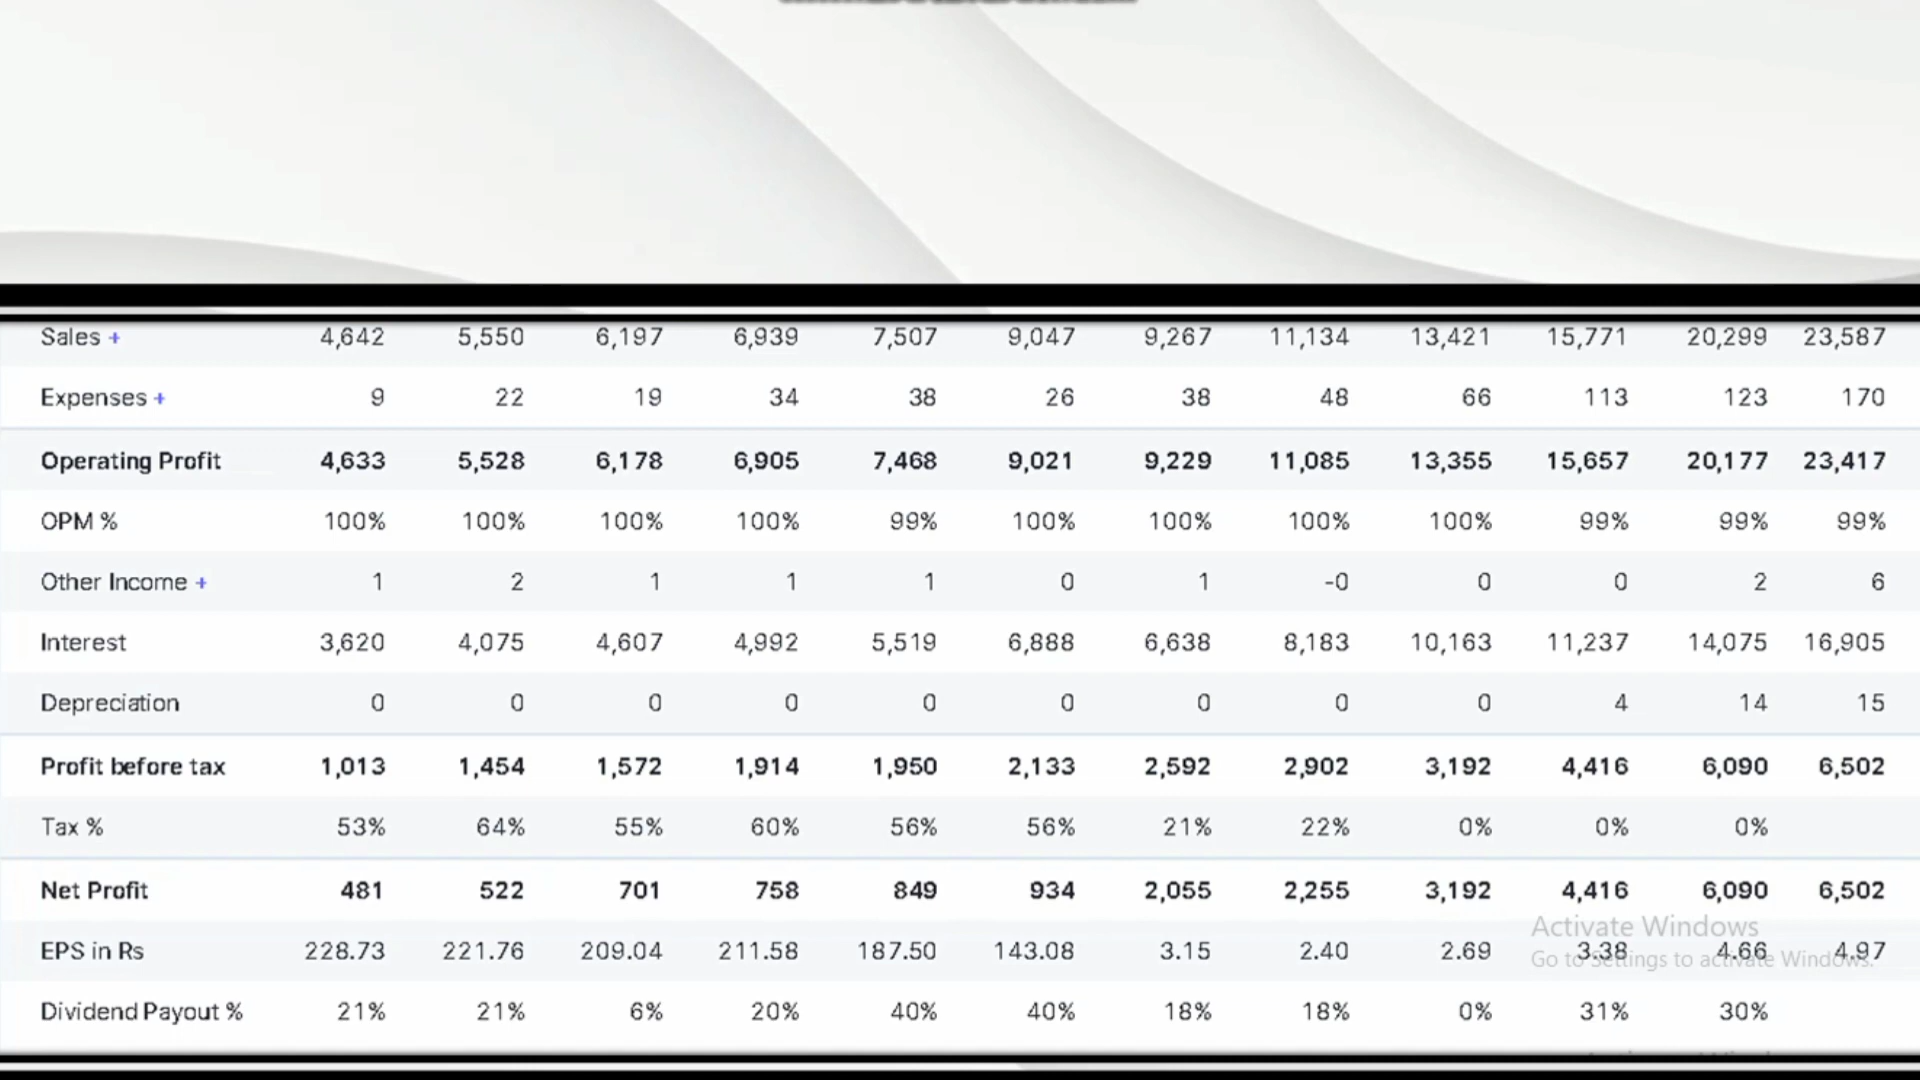 Sales + 4,642 5,550 6,197 6,939 7,507 9,047 9,267 11,134 13,421 15,771 20,299 23,587
Expenses + 9 22 19 34 38 26 38 48 66 113 123 170
Operating Profit 4,633 5,528 6,178 6,905 7,468 9,021 9,229 11,085 13,355 15,657 20,177 23,417
OPM % 100% 100% 100% 100% 99% 100% 100% 100% 100% 99% 99% 99%
Other Income + 1 2 1 1 1 0 1 -0 0 0 2 6
Interest 3,620 4,075 4,607 4,992 5,519 6,888 6,638 8,183 10,163 11,237 14,075 16,905
Depreciation 0 0 0 0 0 0 0 0 0 4 14 15
Profit before tax 1,013 1,454 1,572 1,914 1,950 2,133 2,592 2,902 3,192 4,416 6,090 6,502
Tax % 53% 64% 55% 60% 56% 56% 21% 22% 0% 0% 0%
Net Profit 481 522 701 758 849 934 2,055 2,255 3,192 4,416 6,090 6,502
Activate Windows
EPS in Rs 228.73 221.76 209.04 211.58 187.50 143.08 3.15 2.40 2.69 3.38 4.66 4.97
Go to Settings to activate Windows.
Dividend Payout % 21% 21% 6% 20% 40% 40% 18% 18% 0% 31% 30%